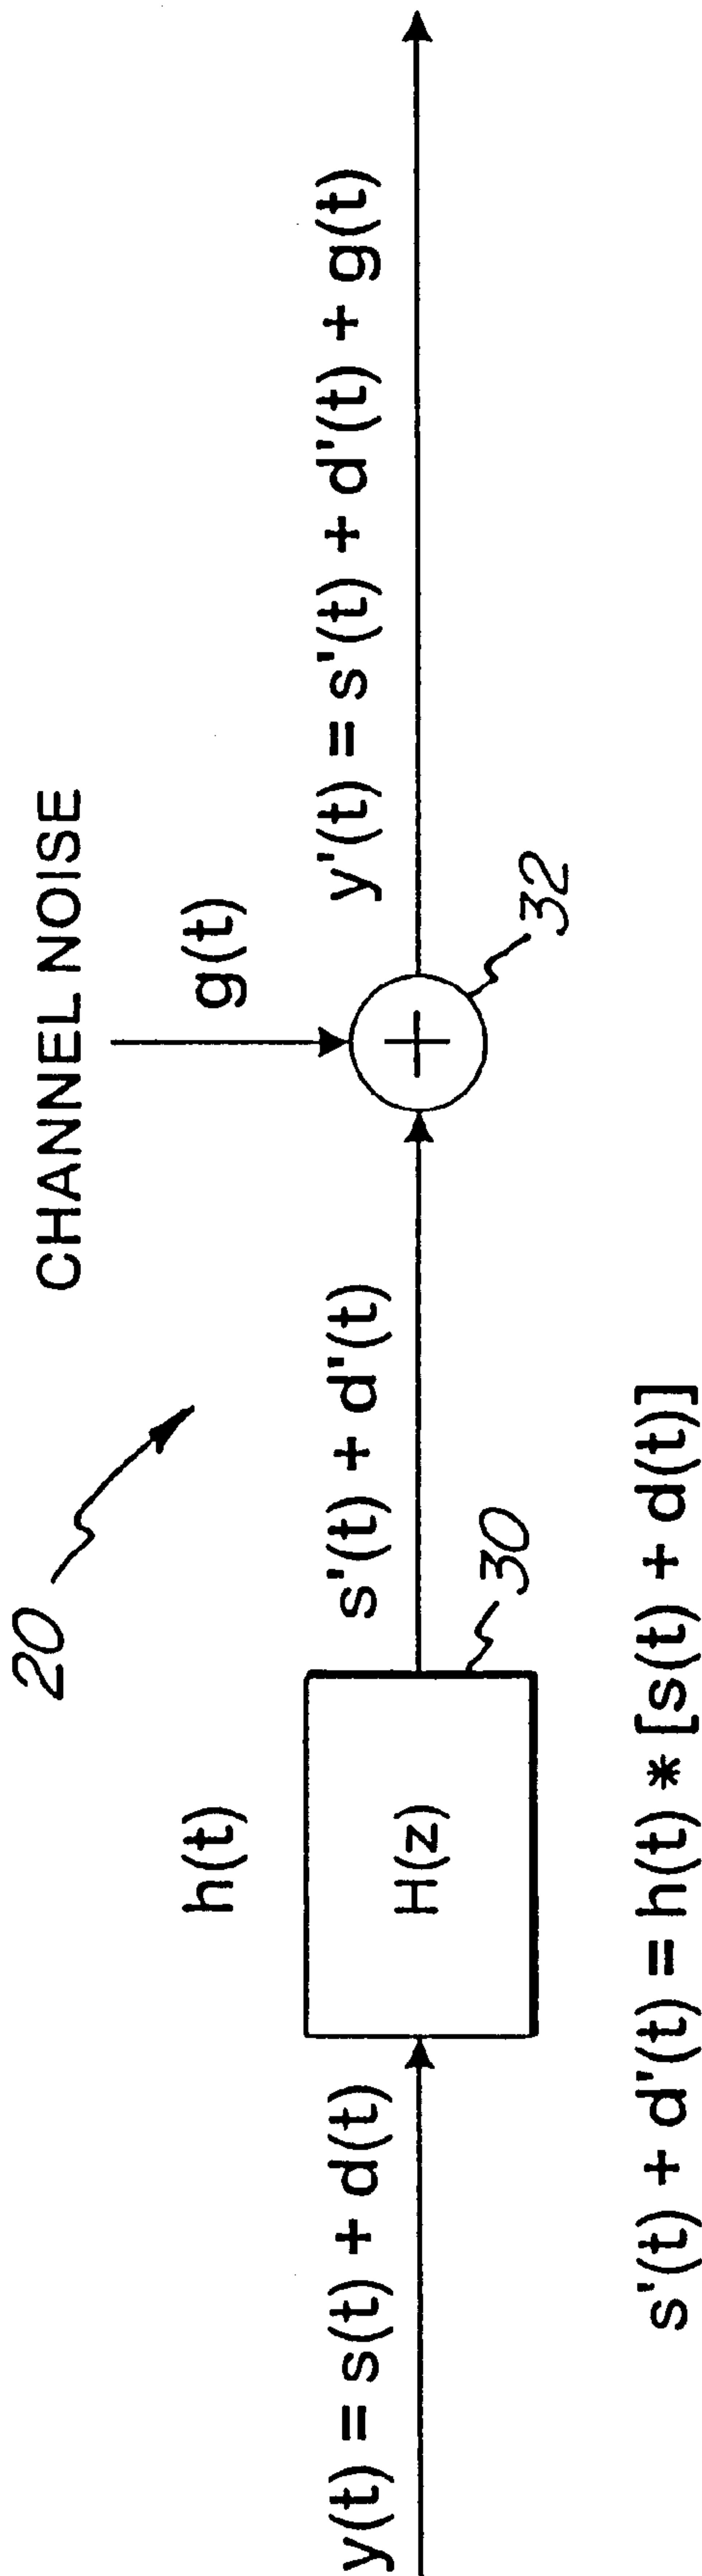 CHANNEL NOISE
20
h(t)
g(t)
y(t) = s(t) + d(t)
H(z)
s'(t) + d'(t)
+
y'(t) = s'(t) + d'(t) + g(t)
30
32
s'(t) + d'(t) = h(t) * [s(t) + d(t)]